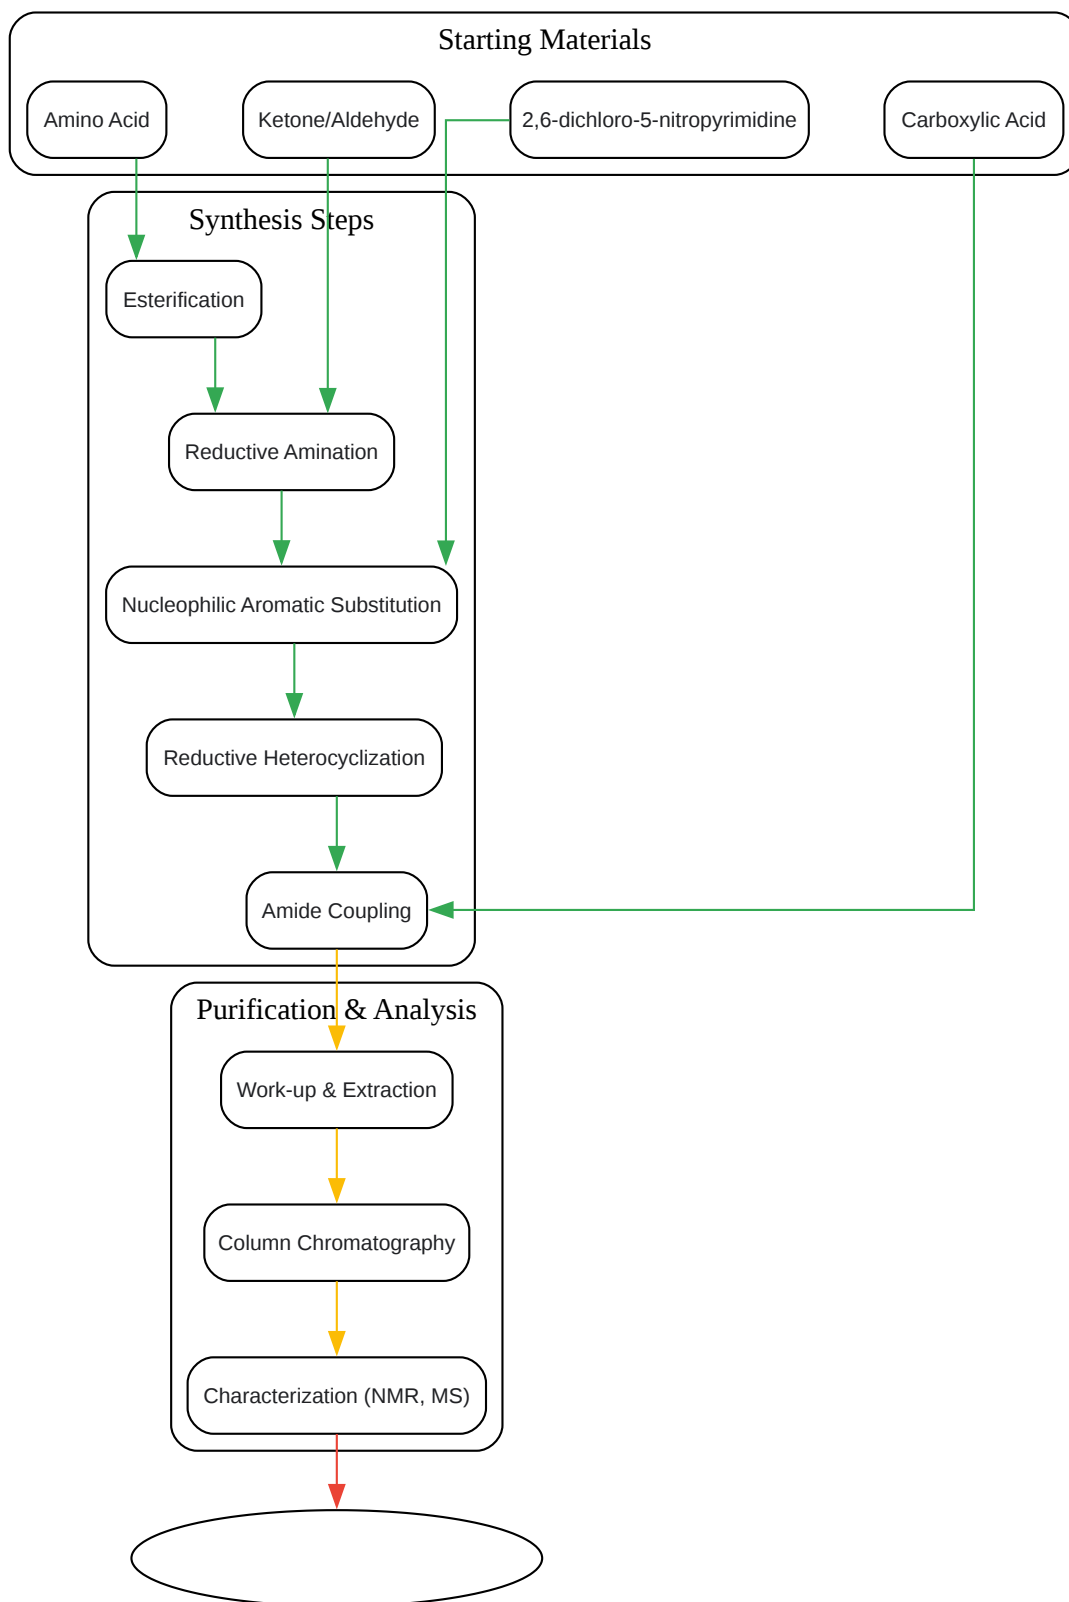 Starting Materials
Amino Acid
Ketone/Aldehyde
2,6-dichloro-5-nitropyrimidine
Carboxylic Acid
Synthesis Steps
Esterification
Reductive Amination
Nucleophilic Aromatic Substitution
Reductive Heterocyclization
Amide Coupling
Purification & Analysis
Work-up & Extraction
Column Chromatography
Characterization (NMR, MS)